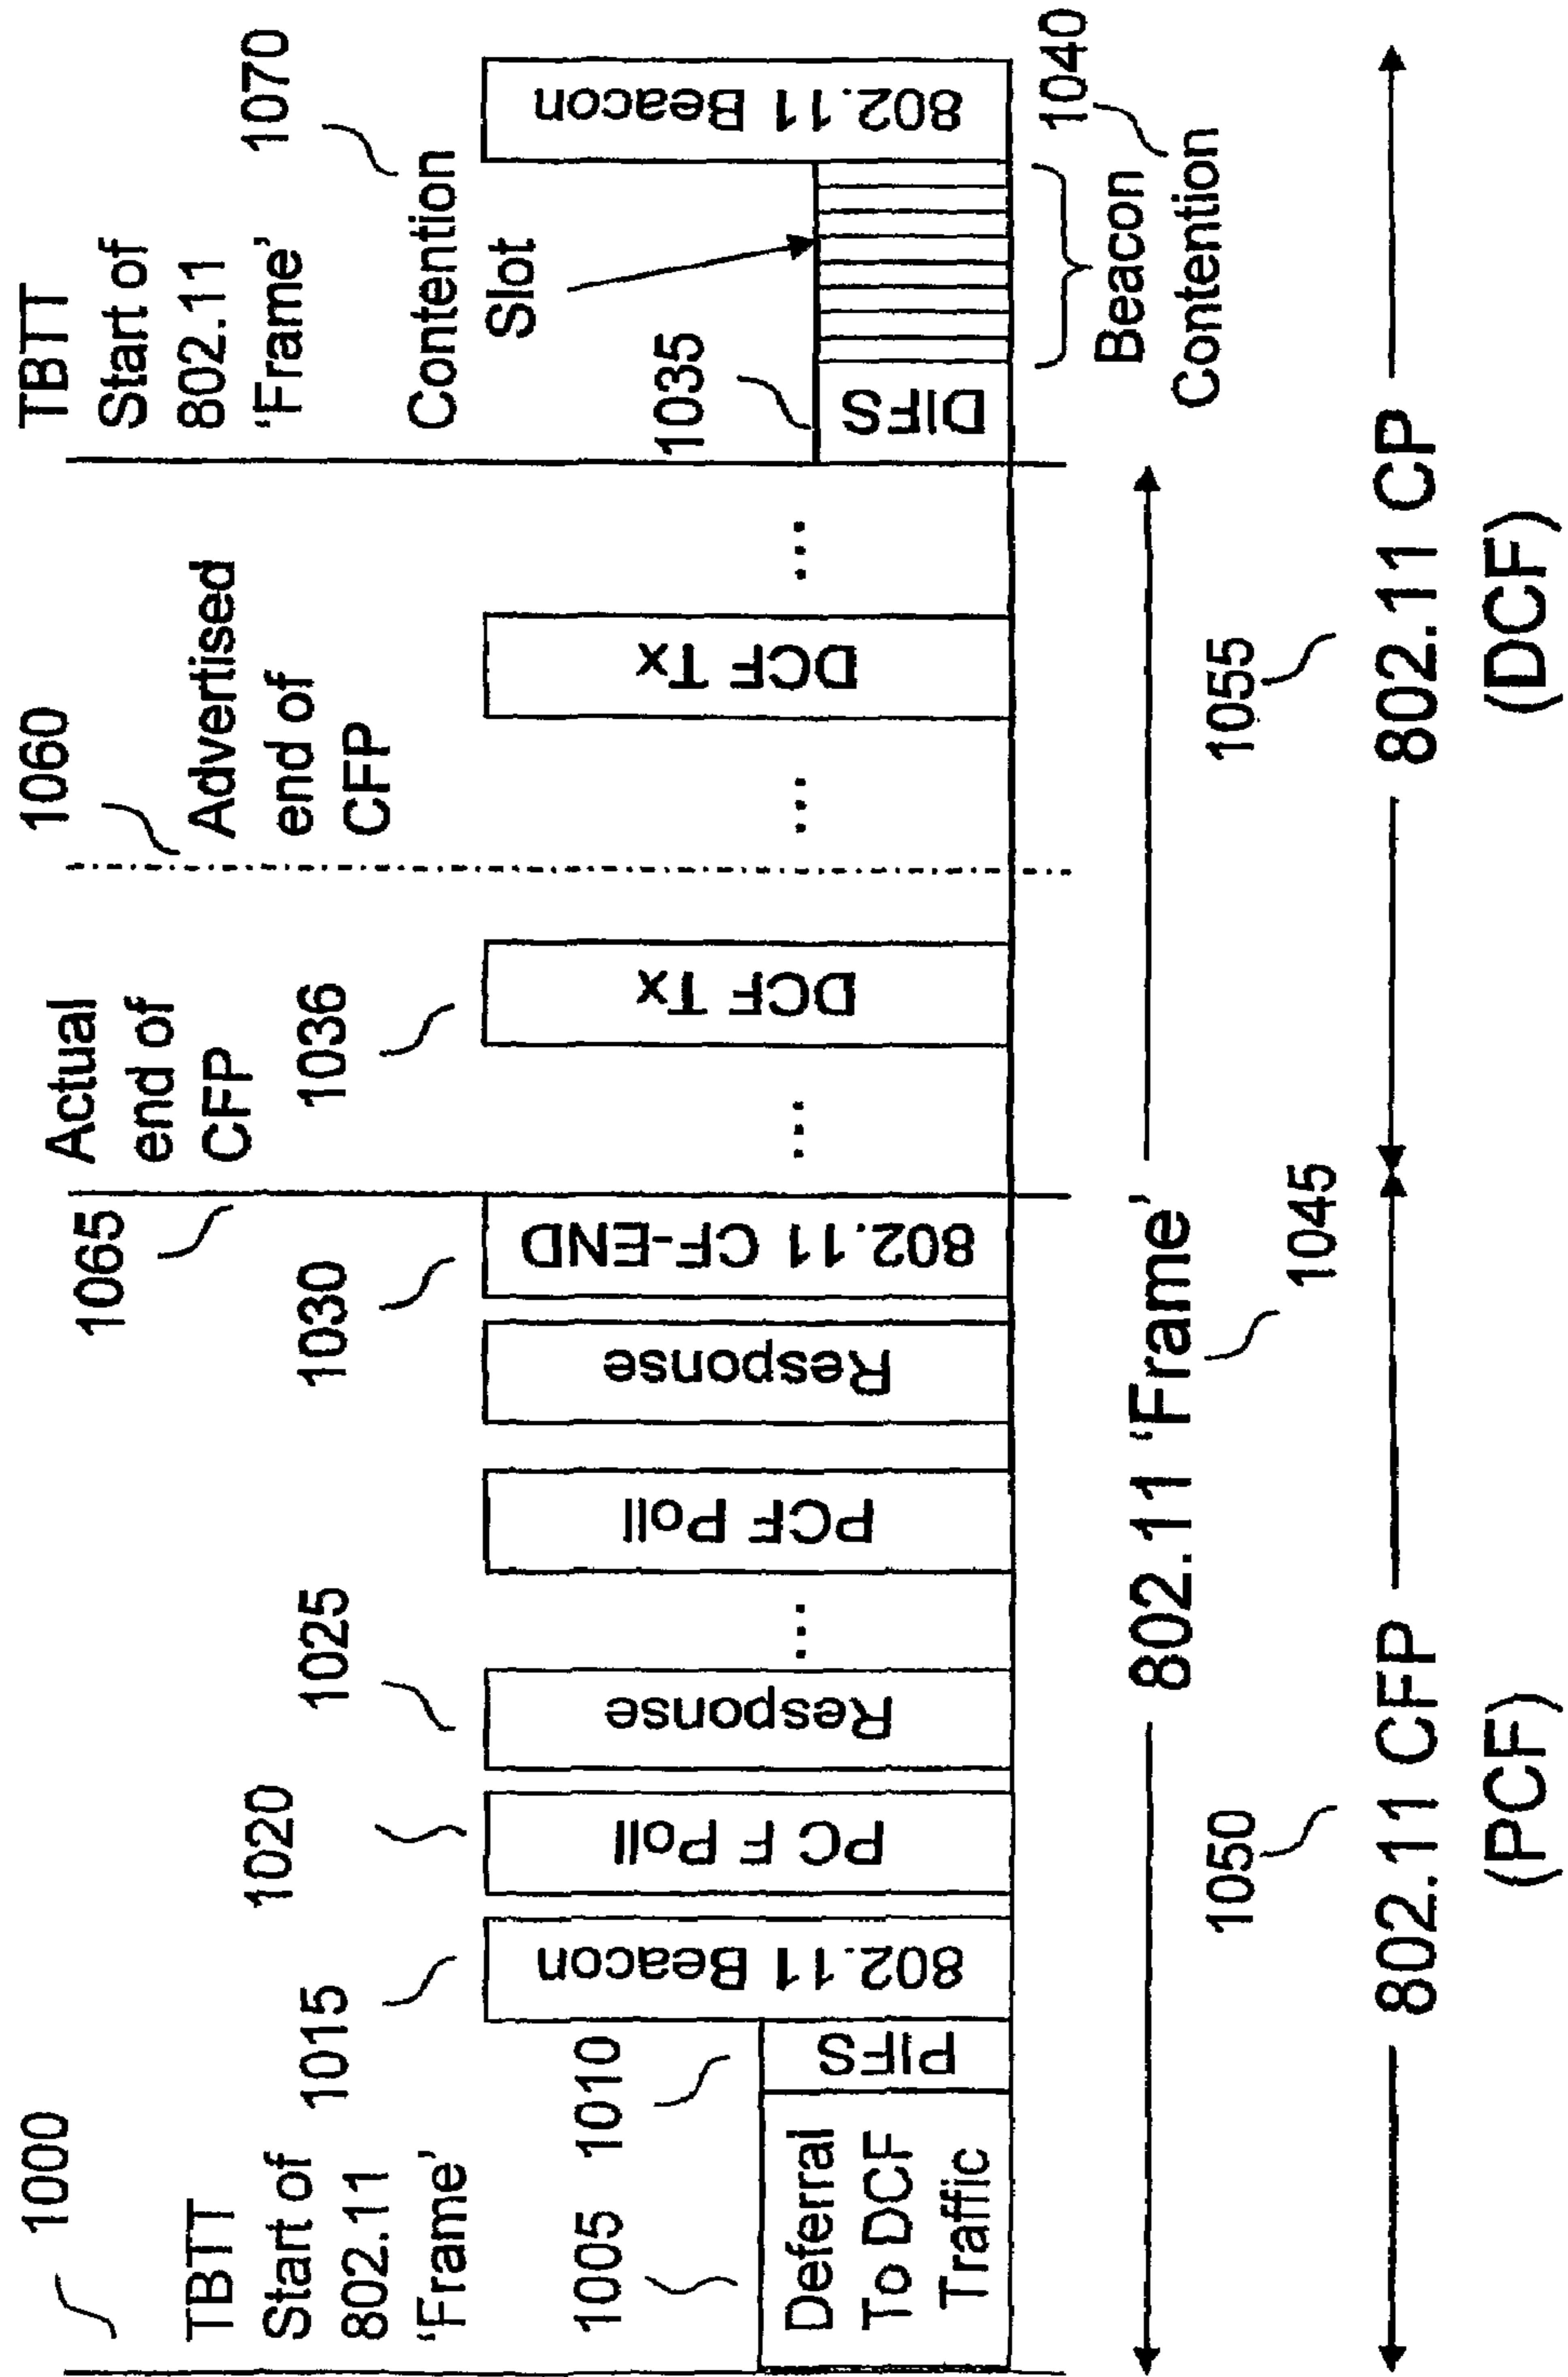 1000
TBTT
Start of
802.11
'Frame'
1005
Deferral
To DCF
Traffic
1010
PIFS
1015
802.11 Beacon
1020
PC F Poll
1025
Response
...
PCF Poll
Response
1030
802.11 CF-END
1065
Actual
end of
CFP
...
1036
DCF Tx
1060
Advertised
end of
CFP
...
DCF Tx
...
TBTT
Start of
802.11
'Frame'
1070
Contention
Slot
1035
DIFS
802.11 Beacon
Beacon
Contention
1040
802.11 'Frame'
1045
1050
802.11 CFP
(PCF)
1055
802.11 CP
(DCF)